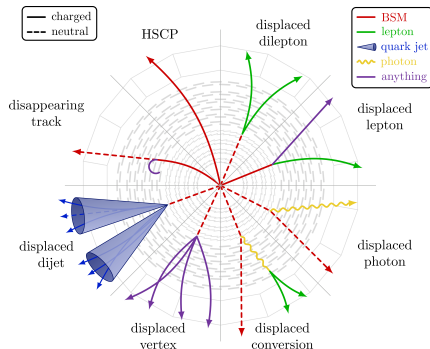 charged
neutral
HSCP
displaced
dilepton
BSM
lepton
quark jet
photon
anything
disappearing
track
displaced
lepton
displaced
dijet
displaced
photon
displaced
vertex
displaced
conversion